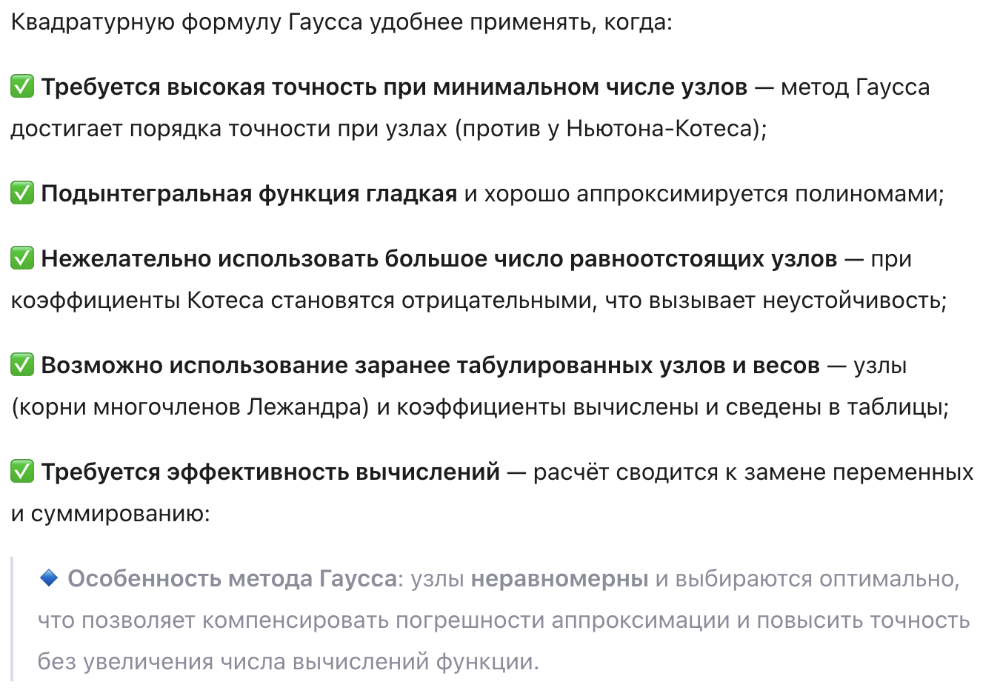 Квадратурную формулу Гаусса удобнее применять, когда:
✅ Требуется высокая точность при минимальном числе узлов — метод Гаусса
достигает порядка точности при узлах (против у Ньютона-Котеса);
✅ Подынтегральная функция гладкая и хорошо аппроксимируется полиномами;
✅ Нежелательно использовать большое число равноотстоящих узлов — при
коэффициенты Котеса становятся отрицательными, что вызывает неустойчивость;
✅ Возможно использование заранее табулированных узлов и весов — узлы
(корни многочленов Лежандра) и коэффициенты вычислены и сведены в таблицы;
✅ Требуется эффективность вычислений — расчёт сводится к замене переменных
и суммированию:
🔹 Особенность метода Гаусса: узлы неравномерны и выбираются оптимально,
что позволяет компенсировать погрешности аппроксимации и повысить точность
без увеличения числа вычислений функции.